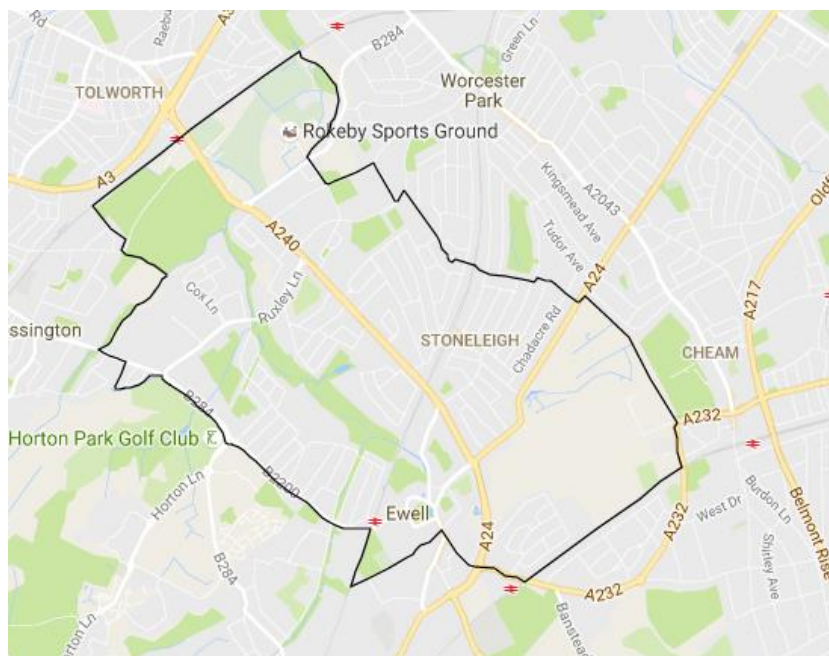 Rd
Raebu
A3
B284
Green Ln
TOLWORTH
Worcester
Park
Rokeby Sports Ground
A3
Kingsmead Ave
A2043
Oldf
Tudor Ave
A240
A24
A217
Cox Ln
Ruxley Ln
ssington
STONELEIGH
Chadacre Rd
CHEAM
B284
A232
Horton Park Golf Club
B2200
Horton Ln
Ewell
West Dr
Burdon Ln
A232
Belmont Rise
A24
B284
Shirley Ave
A232
Banstead
Horton Ln